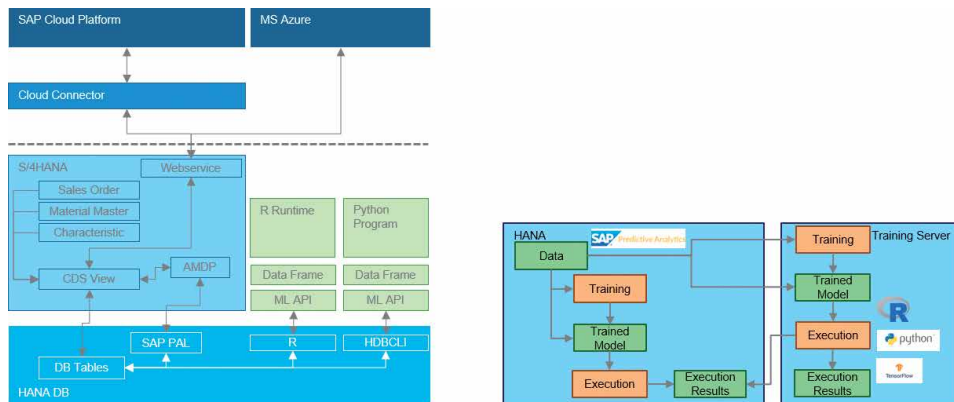 SAP Cloud Platform
MS Azure
Cloud Connector
S/4HANA
Webservice
Sales Order
Material Master
Characteristic
CDS View
AMDP
R Runtime
Python
Program
Data Frame
Data Frame
ML API
ML API
SAP PAL
R
HDBCLI
DB Tables
HANA DB
HANA
SAP Predictive Analytics
Data
Training
Trained
Model
Execution
Execution
Results
Training
Training Server
Trained
Model
R
Execution
python
Execution
Results
TensorFlow